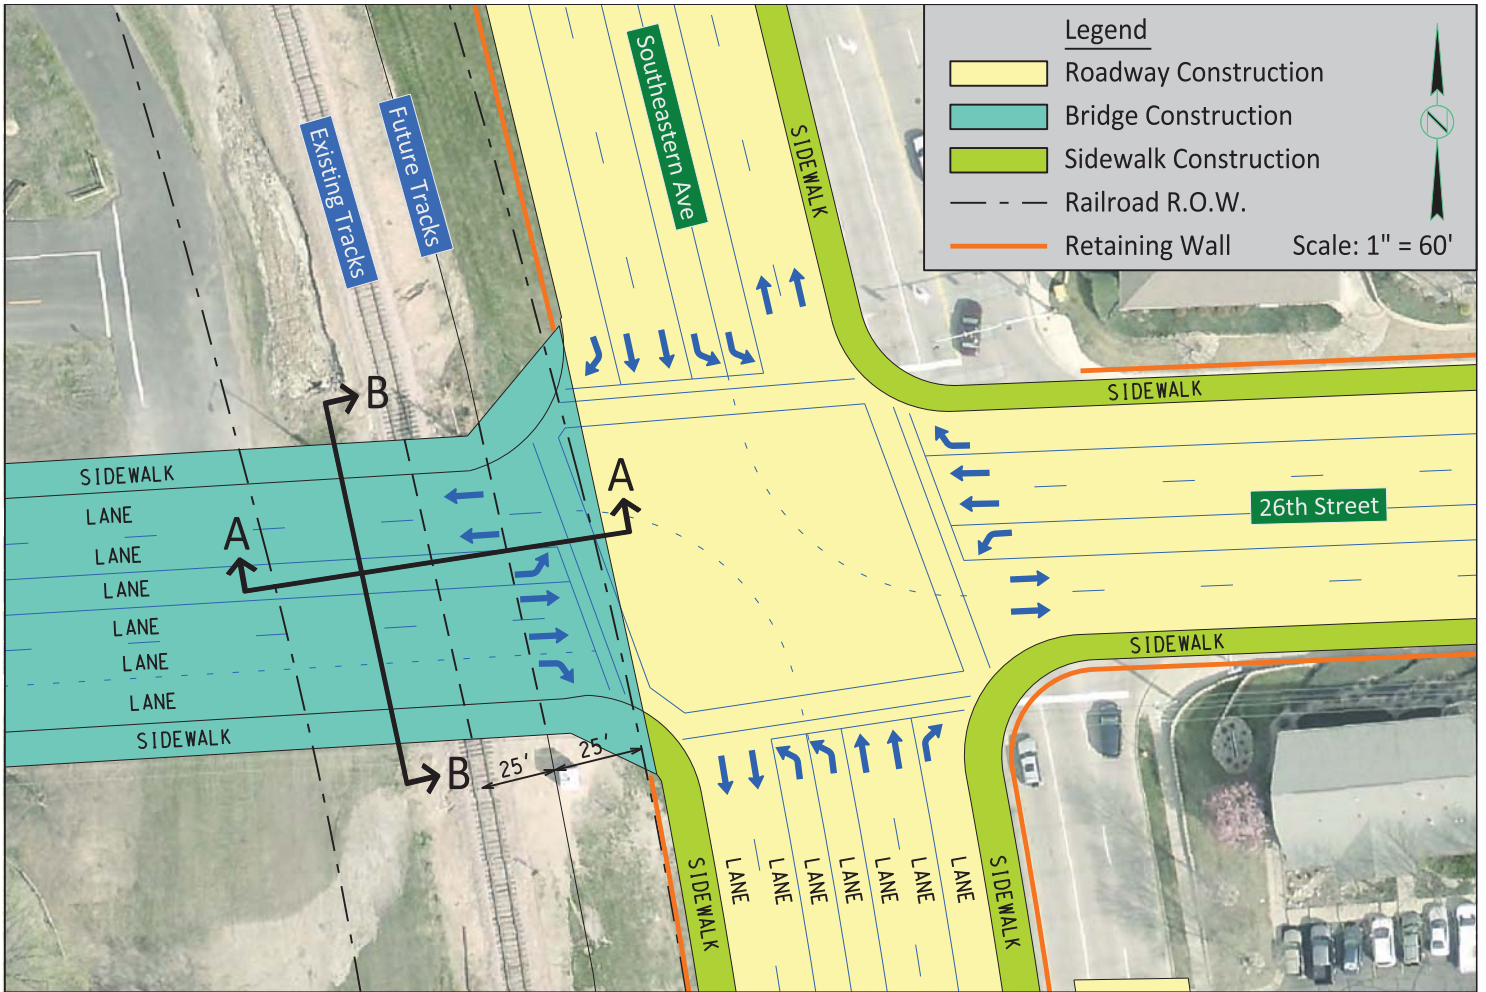 Legend
Roadway Construction
Bridge Construction
Sidewalk Construction
Railroad R.O.W.
Retaining Wall
Scale: 1" = 60'
Southeastern Ave
SIDEWALK
Future Tracks
Existing Tracks
B
SIDEWALK
26th Street
A
A
SIDEWALK
LANE
LANE
LANE
LANE
LANE
LANE
SIDEWALK
SIDEWALK
25'
25'
B
SIDEWALK
LANE
LANE
LANE
LANE
LANE
LANE
LANE
SIDEWALK